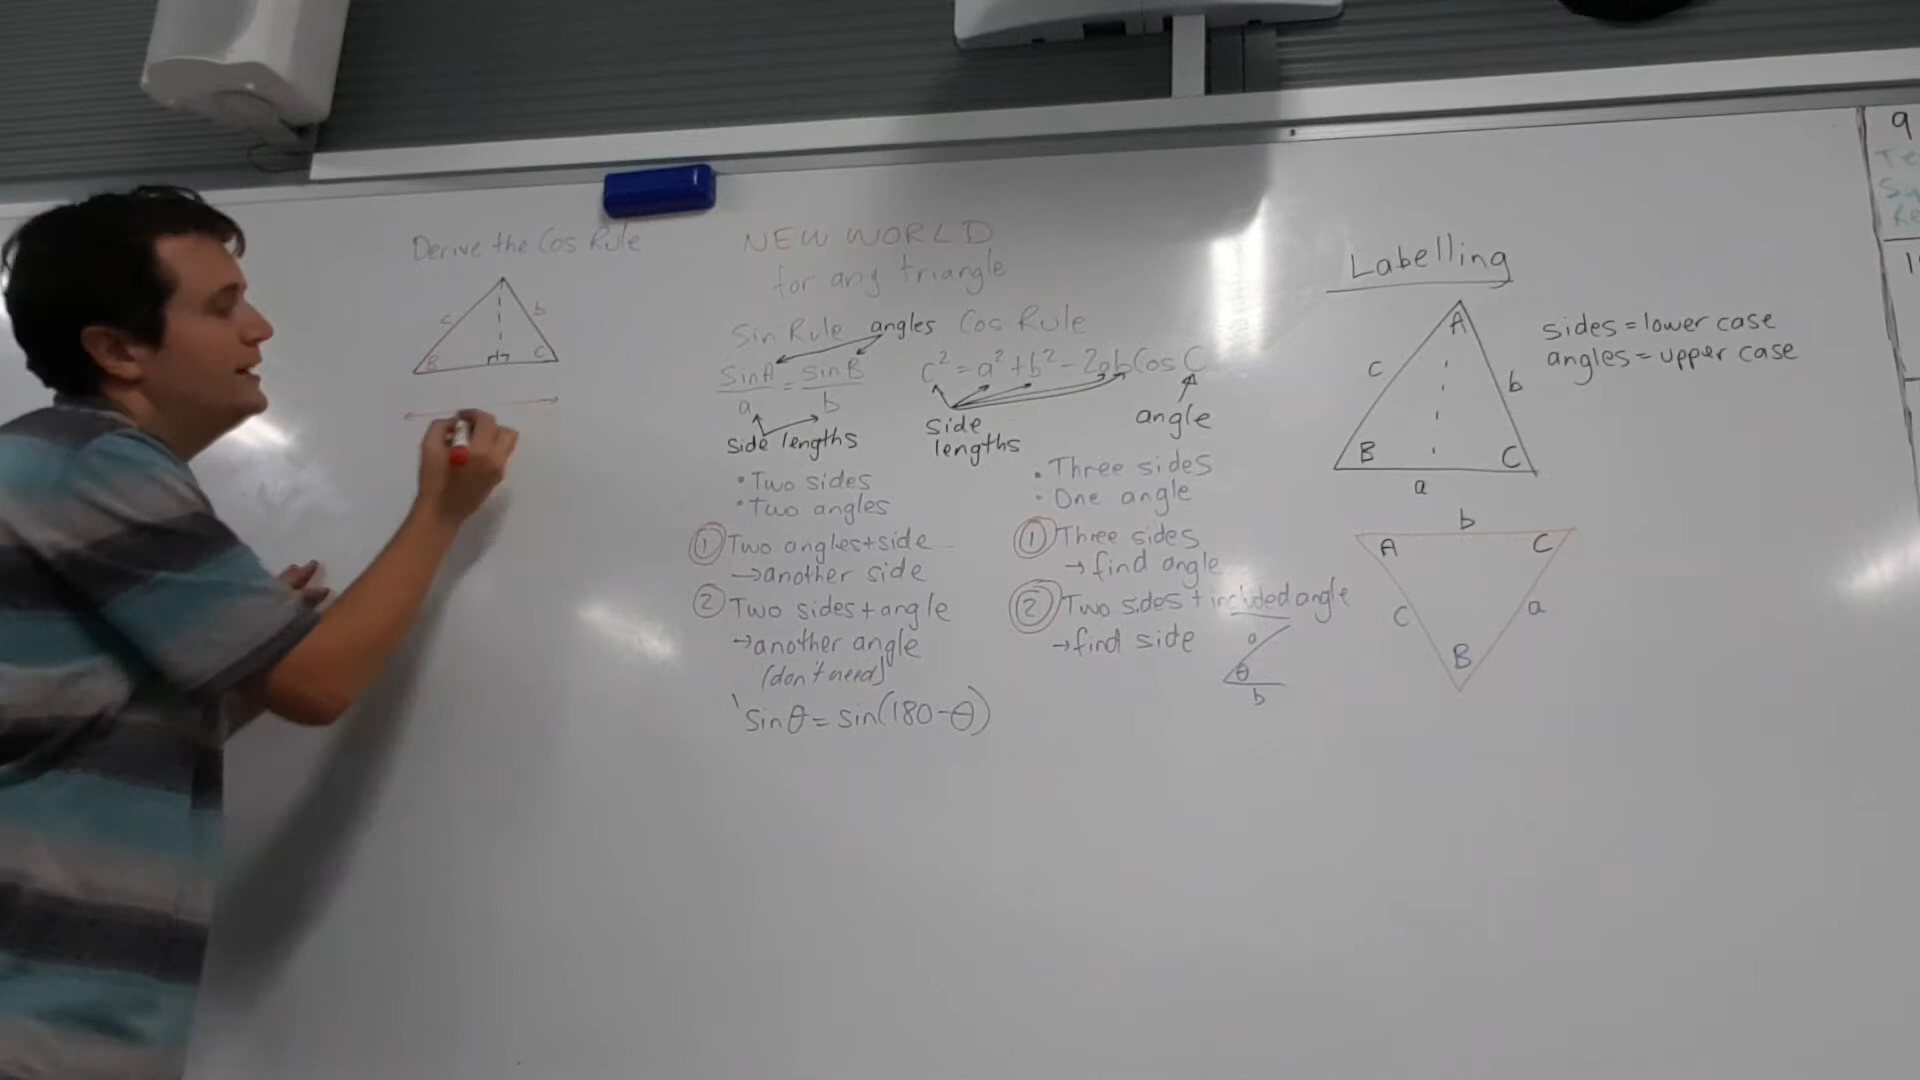 Derive the Cos Rule
c
b
B
C
NEW WORLD
for any triangle
Sin Rule angles Cos Rule
SinA/a = sinB/b
c² = a² + b² - 2ab Cos C
side lengths
side
lengths
angle
• Two sides
• Two angles
① Two angles + side
→ another side
② Two sides + angle
→ another angle
(don't need)
sin θ = sin(180-θ)
• Three sides
• One angle
① Three sides
→ find angle
② Two sides + included angle
→ find side
a
θ
b
Labelling
A
c
b
B
C
a
sides = lower case
angles = upper case
b
A
C
c
a
B
9